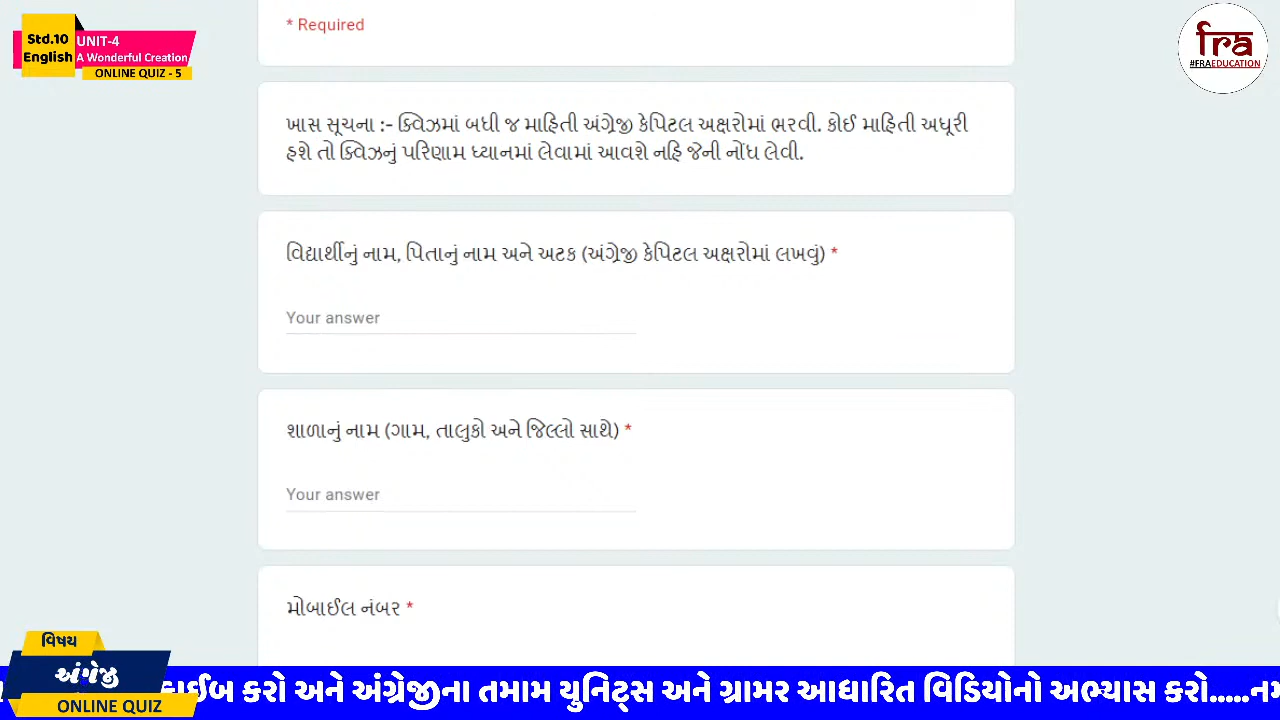 Std.10
English
UNIT-4
A Wonderful Creation
ONLINE QUIZ - 5
fra
#FRAEDUCATION
* Required
ખાસ સૂચના :- ક્વિઝમાં બધી જ માહિતી અંગ્રેજી કેપિટલ અક્ષરોમાં ભરવી. કોઈ માહિતી અધૂરી
હશે તો ક્વિઝનું પરિણામ ધ્યાનમાં લેવામાં આવશે નહિ જેની નોંધ લેવી.
વિદ્યાર્થીનું નામ, પિતાનું નામ અને અટક (અંગ્રેજી કેપિટલ અક્ષરોમાં લખવું) *
Your answer
શાળાનું નામ (ગામ, તાલુકો અને જિલ્લો સાથે) *
Your answer
મોબાઈલ નંબર *
વિષય
અંગ્રેજી
ONLINE QUIZ
કરો અને અંગ્રેજીના તમામ યુનિટ્સ અને ગ્રામર આધારિત વિડિયોનો અભ્યાસ કરો.....